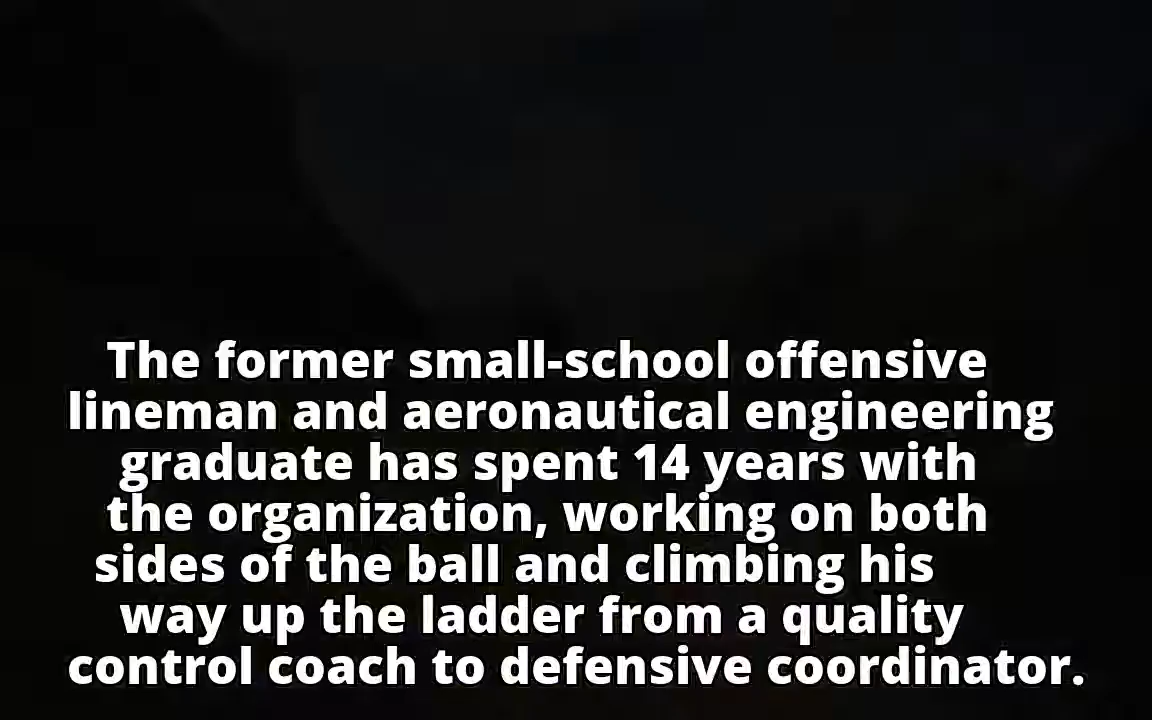 The former small-school offensive
lineman and aeronautical engineering
graduate has spent 14 years with
the organization, working on both
sides of the ball and climbing his
way up the ladder from a quality
control coach to defensive coordinator.